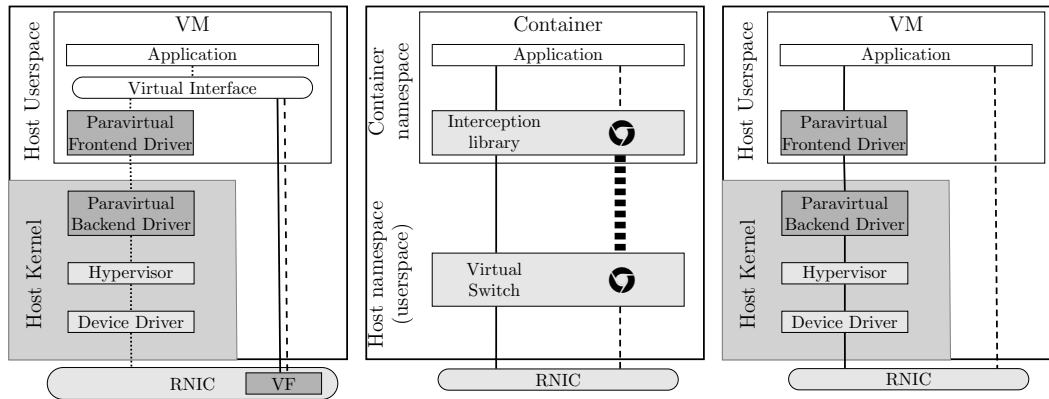 VM
Application
Virtual Interface
Paravirtual
Frontend Driver
Host Userspace
Paravirtual
Backend Driver
Hypervisor
Device Driver
Host Kernel
RNIC
VF
Container
Application
Interception
library
Container
namespace
Virtual
Switch
Host namespace
(userspace)
RNIC
VM
Application
Paravirtual
Frontend Driver
Host Userspace
Paravirtual
Backend Driver
Hypervisor
Device Driver
Host Kernel
RNIC